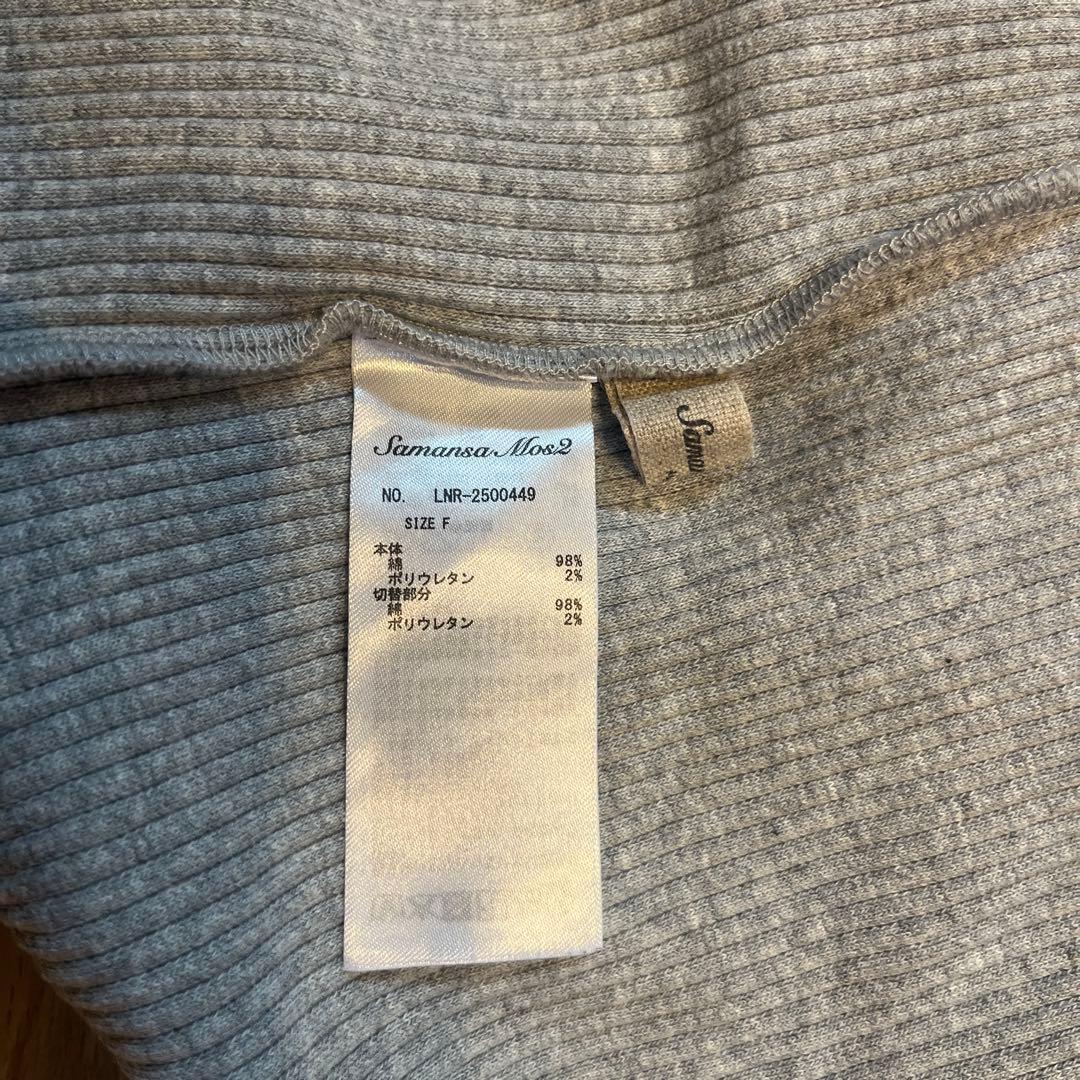 Samansa Mos2
NO. LNR-2500449
SIZE F
本体
綿 98%
ポリウレタン 2%
切替部分
綿 98%
ポリウレタン 2%